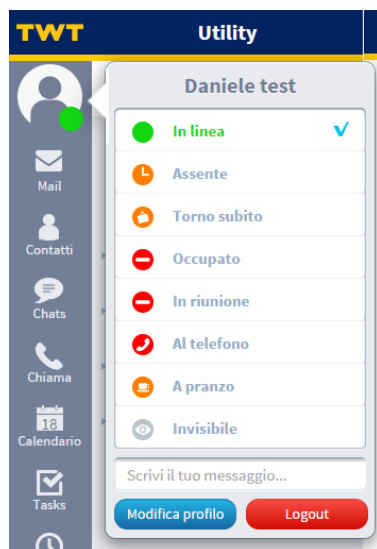 TWT
Utility
Daniele test
In linea
Assente
Torno subito
Occupato
In riunione
Al telefono
A pranzo
Invisibile
Scrivi il tuo messaggio...
Modifica profilo
Logout
Mail
Contatti
Chats
Chiama
18
Calendario
Tasks